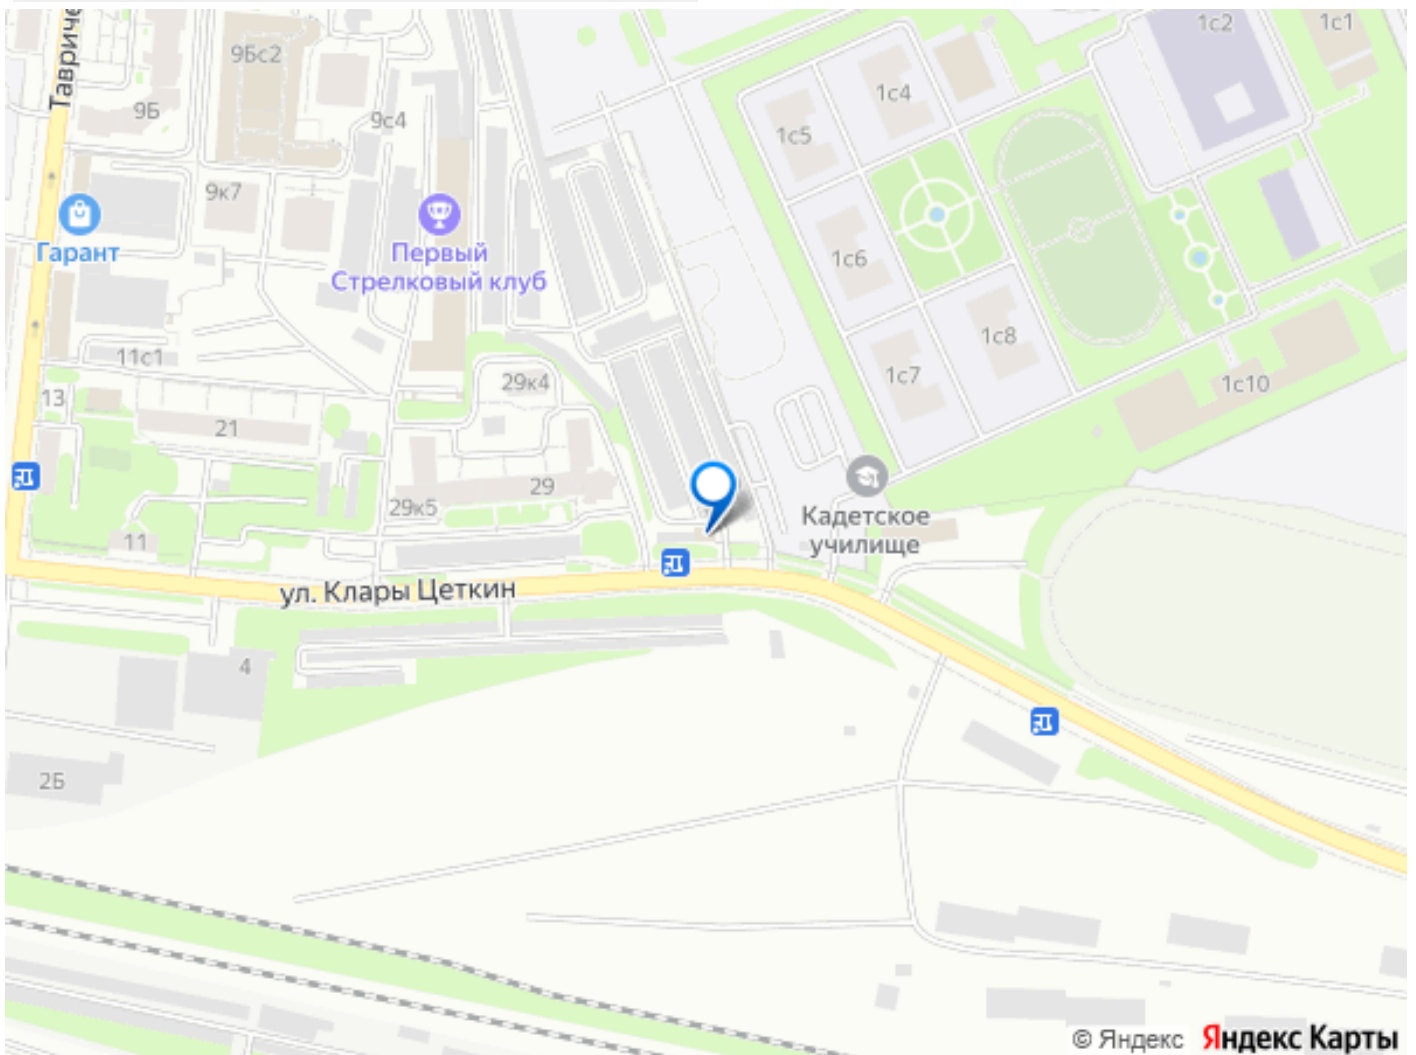 Тавриче
9Бс2
1с2
1с1
9Б
9с4
1с4
1с5
9к7
Гарант
Первый
Стрелковый клуб
1с6
1с8
11с1
29к4
1с7
1с10
13
21
29
29к5
Кадетское
училище
11
ул. Клары Цеткин
4
2Б
© Яндекс Яндекс Карты